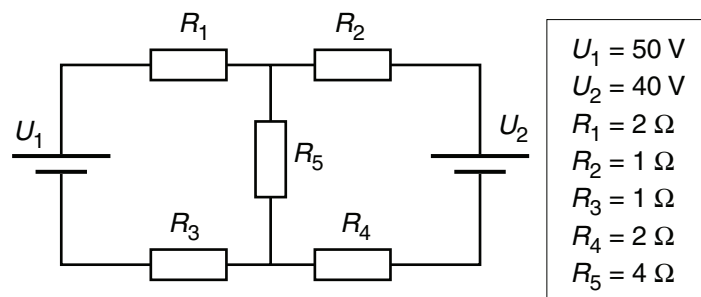 R1
R2
U1
U2
R5
R3
R4
U1 = 50 V
U2 = 40 V
R1 = 2 Ω
R2 = 1 Ω
R3 = 1 Ω
R4 = 2 Ω
R5 = 4 Ω